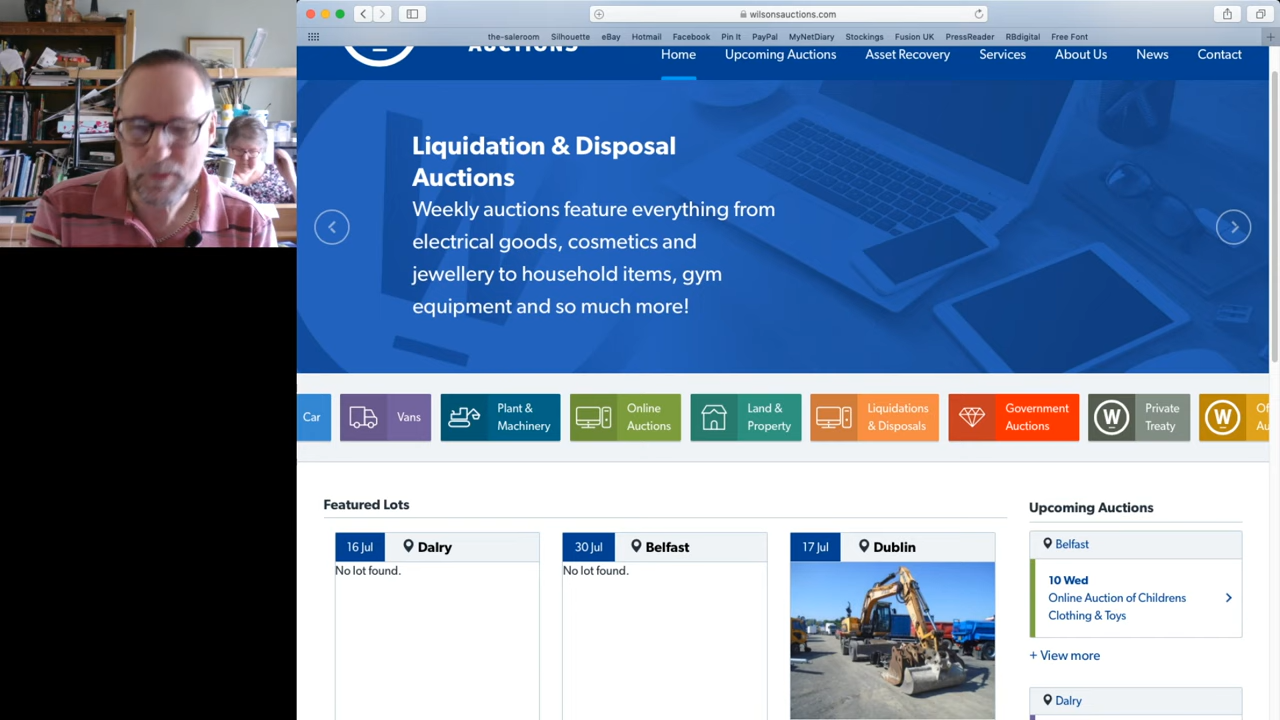 wilsonsauctions.com
the-saleroom Silhouette eBay Hotmail Facebook Pin It PayPal MyNetDiary Stockings Fusion UK PressReader RBdigital Free Font
AUCTIONS
Home Upcoming Auctions Asset Recovery Services About Us News Contact
Liquidation & Disposal
Auctions
Weekly auctions feature everything from
electrical goods, cosmetics and
jewellery to household items, gym
equipment and so much more!
Car
Vans
Plant &
Machinery
Online
Auctions
Land &
Property
Liquidations
& Disposals
Government
Auctions
W
Private
Treaty
W
Featured Lots
16 Jul Dalry
No lot found.
30 Jul Belfast
No lot found.
17 Jul Dublin
Upcoming Auctions
Belfast
10 Wed
Online Auction of Childrens
Clothing & Toys
+ View more
Dalry